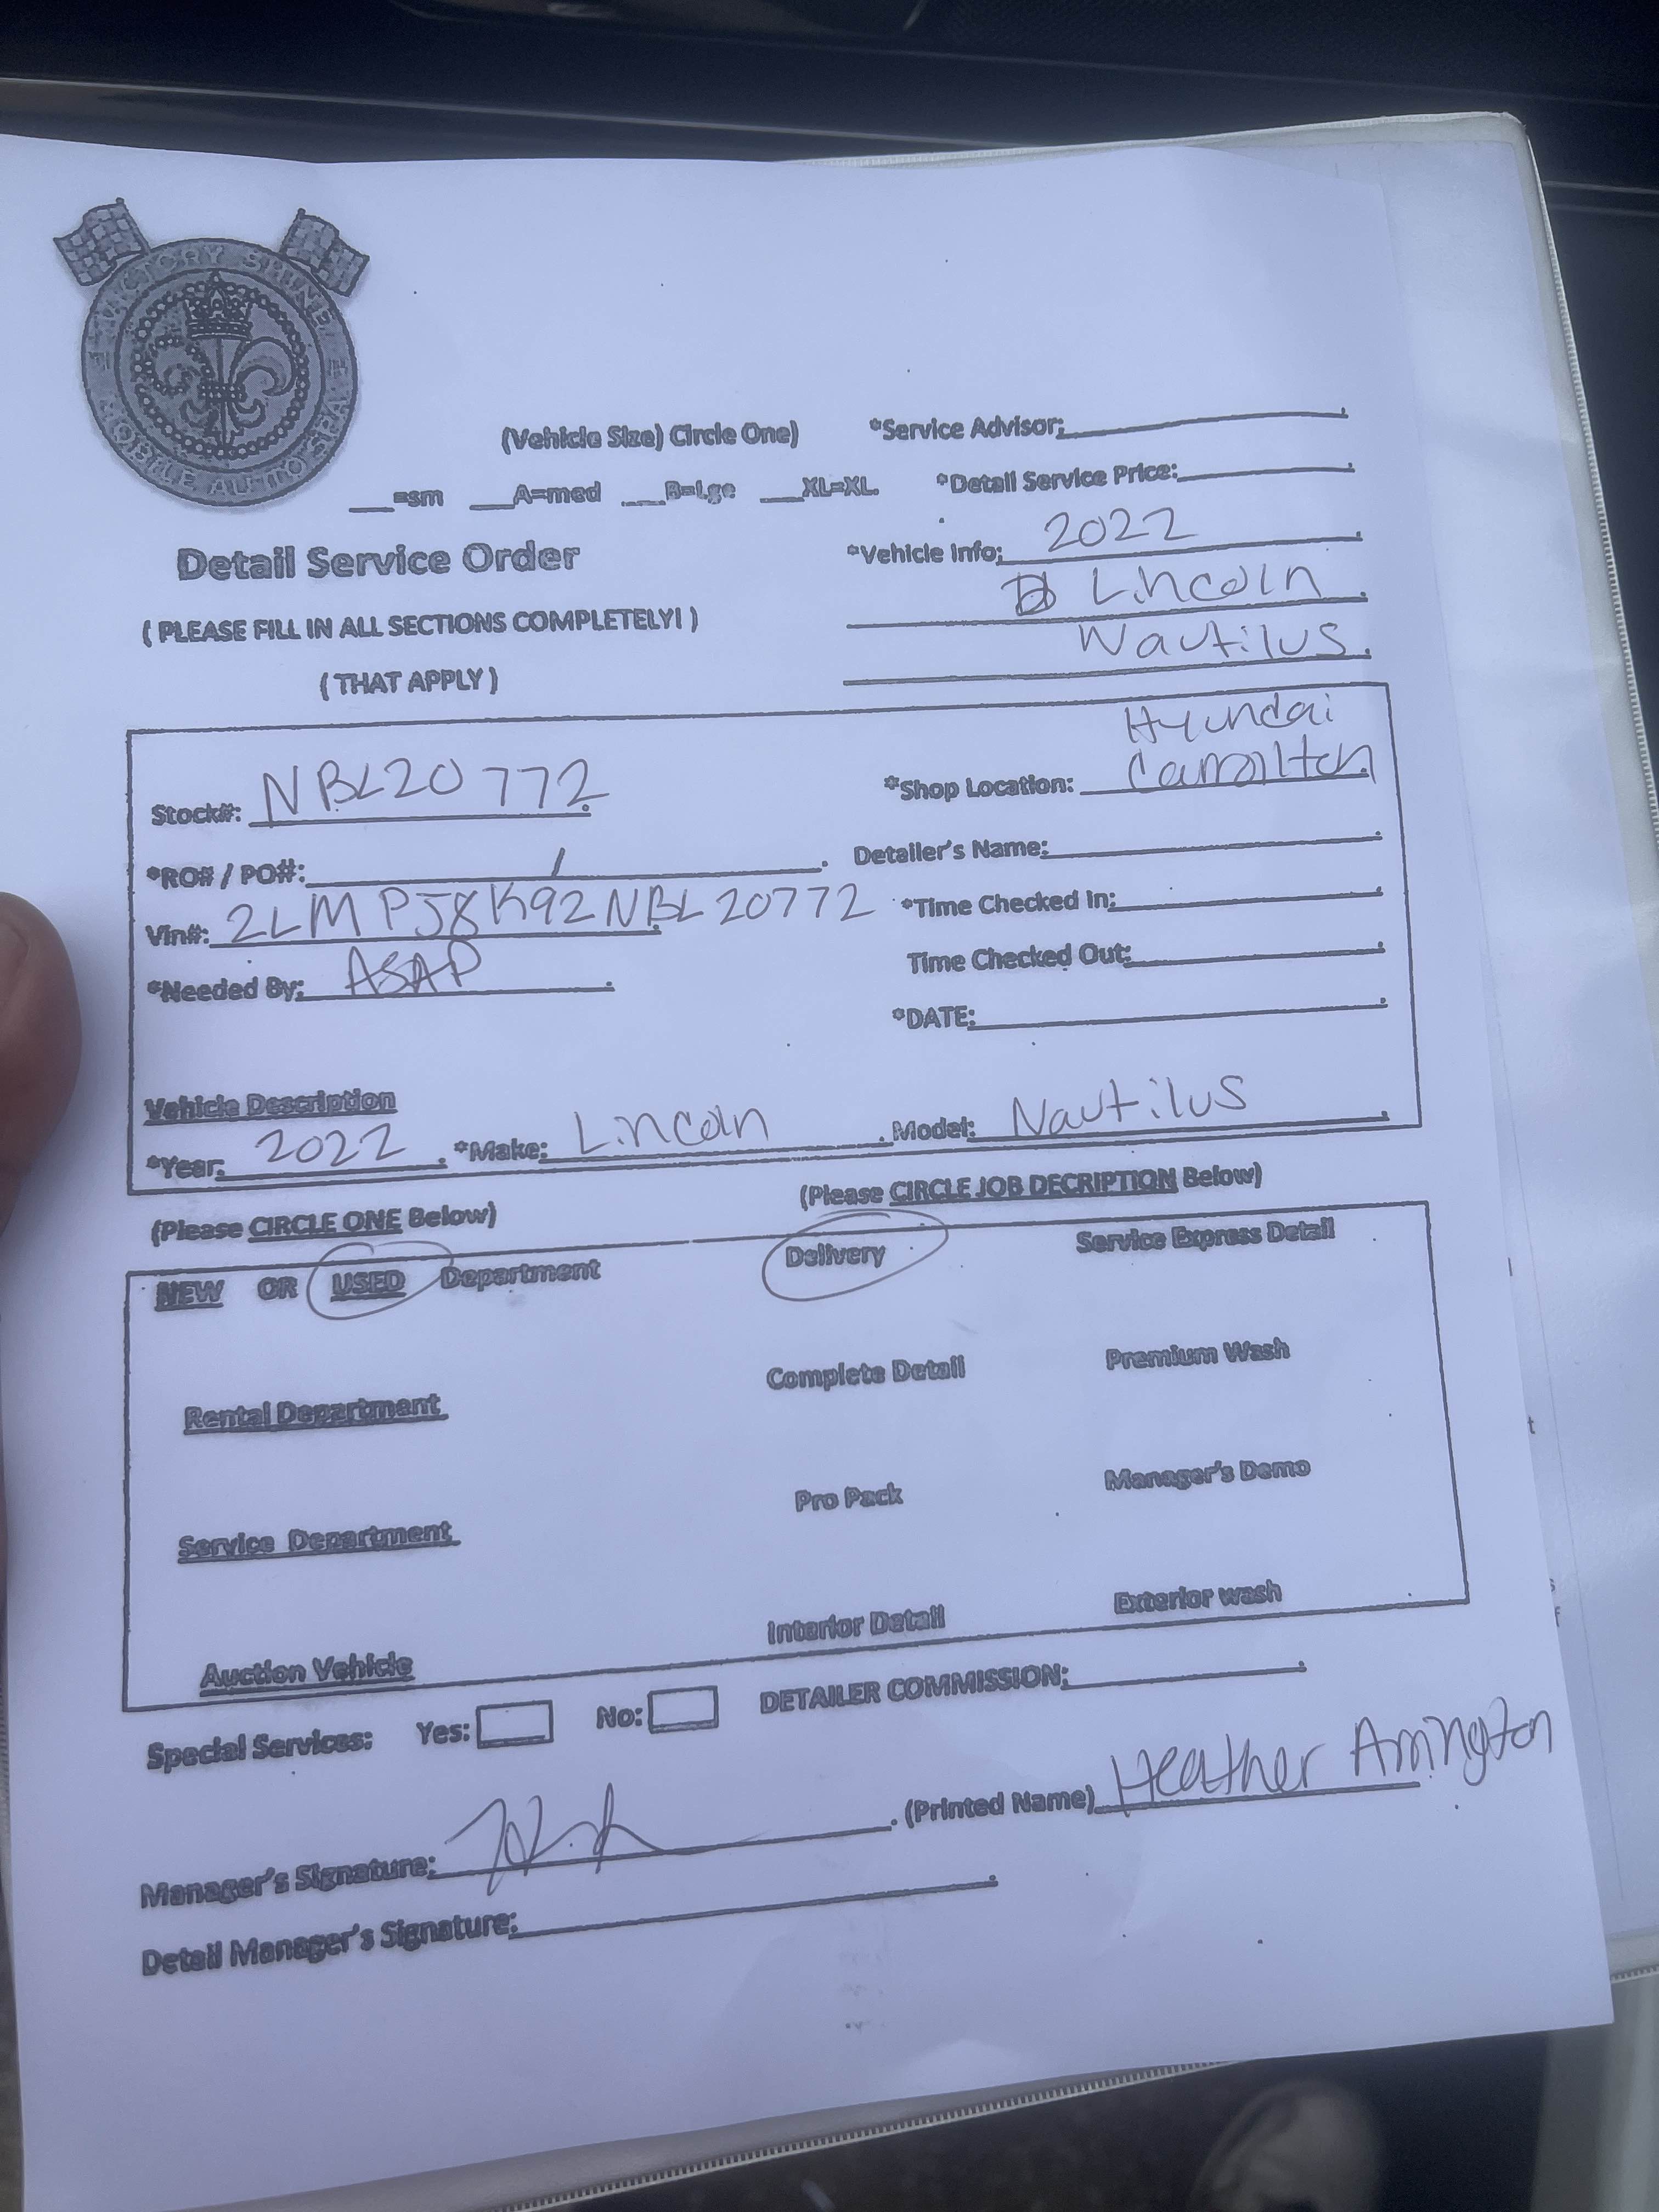 VICTORY SHINE
MOBILE AUTO SPA
(Vehicle Size) Circle One) *Service Advisor:
___=sm ___A=med ___B=Lge ___XL=XL. *Detail Service Price:
Detail Service Order *Vehicle Info: 2022
Lincoln
( PLEASE FILL IN ALL SECTIONS COMPLETELY! )
Nautilus
( THAT APPLY )
Hyundai
Stock#: NBL20772 *Shop Location: Carrollton
*RO# / PO#: / Detailer's Name:
Vin#: 2LMPJ8K92NBL20772 *Time Checked In:
*Needed By: ASAP Time Checked Out:
*DATE:
Vehicle Description
*Year: 2022 *Make: Lincoln Model: Nautilus
(Please CIRCLE ONE Below) (Please CIRCLE JOB DECRIPTION Below)
NEW OR USED Department Delivery Service Express Detail
Rental Department Complete Detail Premium Wash
Service Department Pro Pack Manager's Demo
Auction Vehicle Interior Detail Exterior wash
Special Services: Yes: No: DETAILER COMMISSION:
Manager's Signature: (Printed Name) Heather Arrington
Detail Manager's Signature: